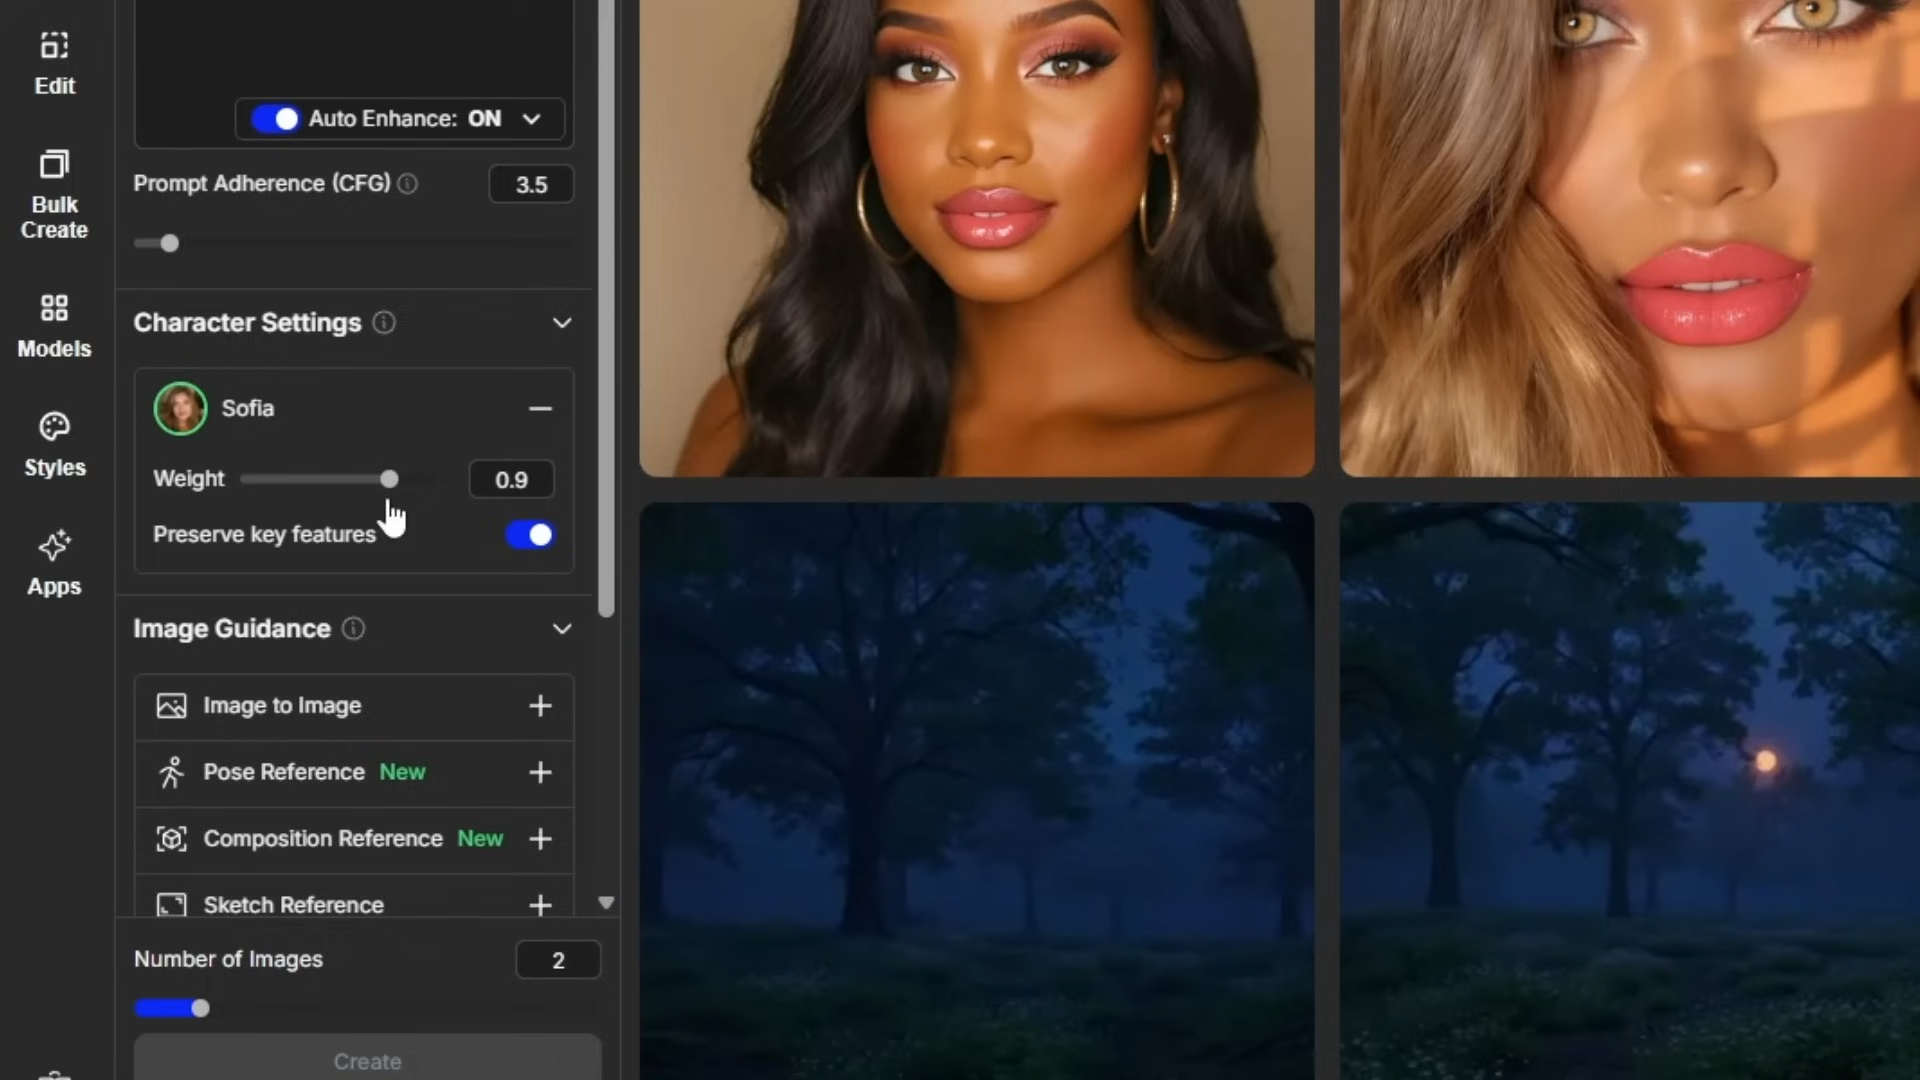 Edit
Bulk
Create
Models
Styles
Apps
Auto Enhance: ON
Prompt Adherence (CFG)
3.5
Character Settings
Sofia
Weight
0.9
Preserve key features
Image Guidance
Image to Image
Pose Reference New
Composition Reference New
Sketch Reference
Number of Images
2
Create